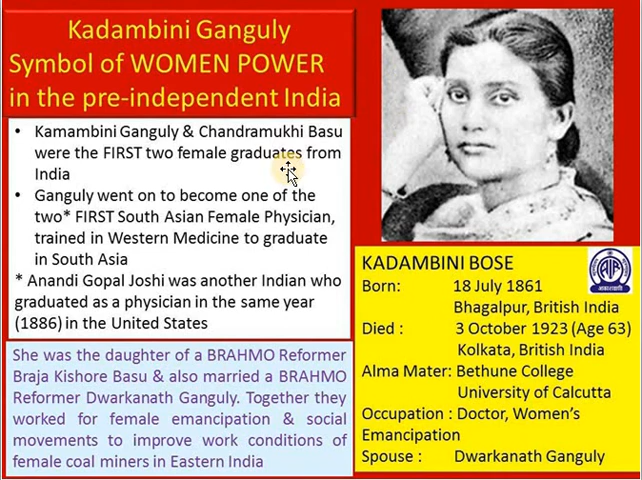 Kadambini Ganguly
Symbol of WOMEN POWER
in the pre-independent India
• Kamambini Ganguly & Chandramukhi Basu
were the FIRST two female graduates from
India
• Ganguly went on to become one of the
two* FIRST South Asian Female Physician,
trained in Western Medicine to graduate
in South Asia
* Anandi Gopal Joshi was another Indian who
graduated as a physician in the same year
(1886) in the United States
She was the daughter of a BRAHMO Reformer
Braja Kishore Basu & also married a BRAHMO
Reformer Dwarkanath Ganguly. Together they
worked for female emancipation & social
movements to improve work conditions of
female coal miners in Eastern India
KADAMBINI BOSE
Born: 18 July 1861
Bhagalpur, British India
Died : 3 October 1923 (Age 63)
Kolkata, British India
Alma Mater: Bethune College
University of Calcutta
Occupation : Doctor, Women's
Emancipation
Spouse : Dwarkanath Ganguly
AIR